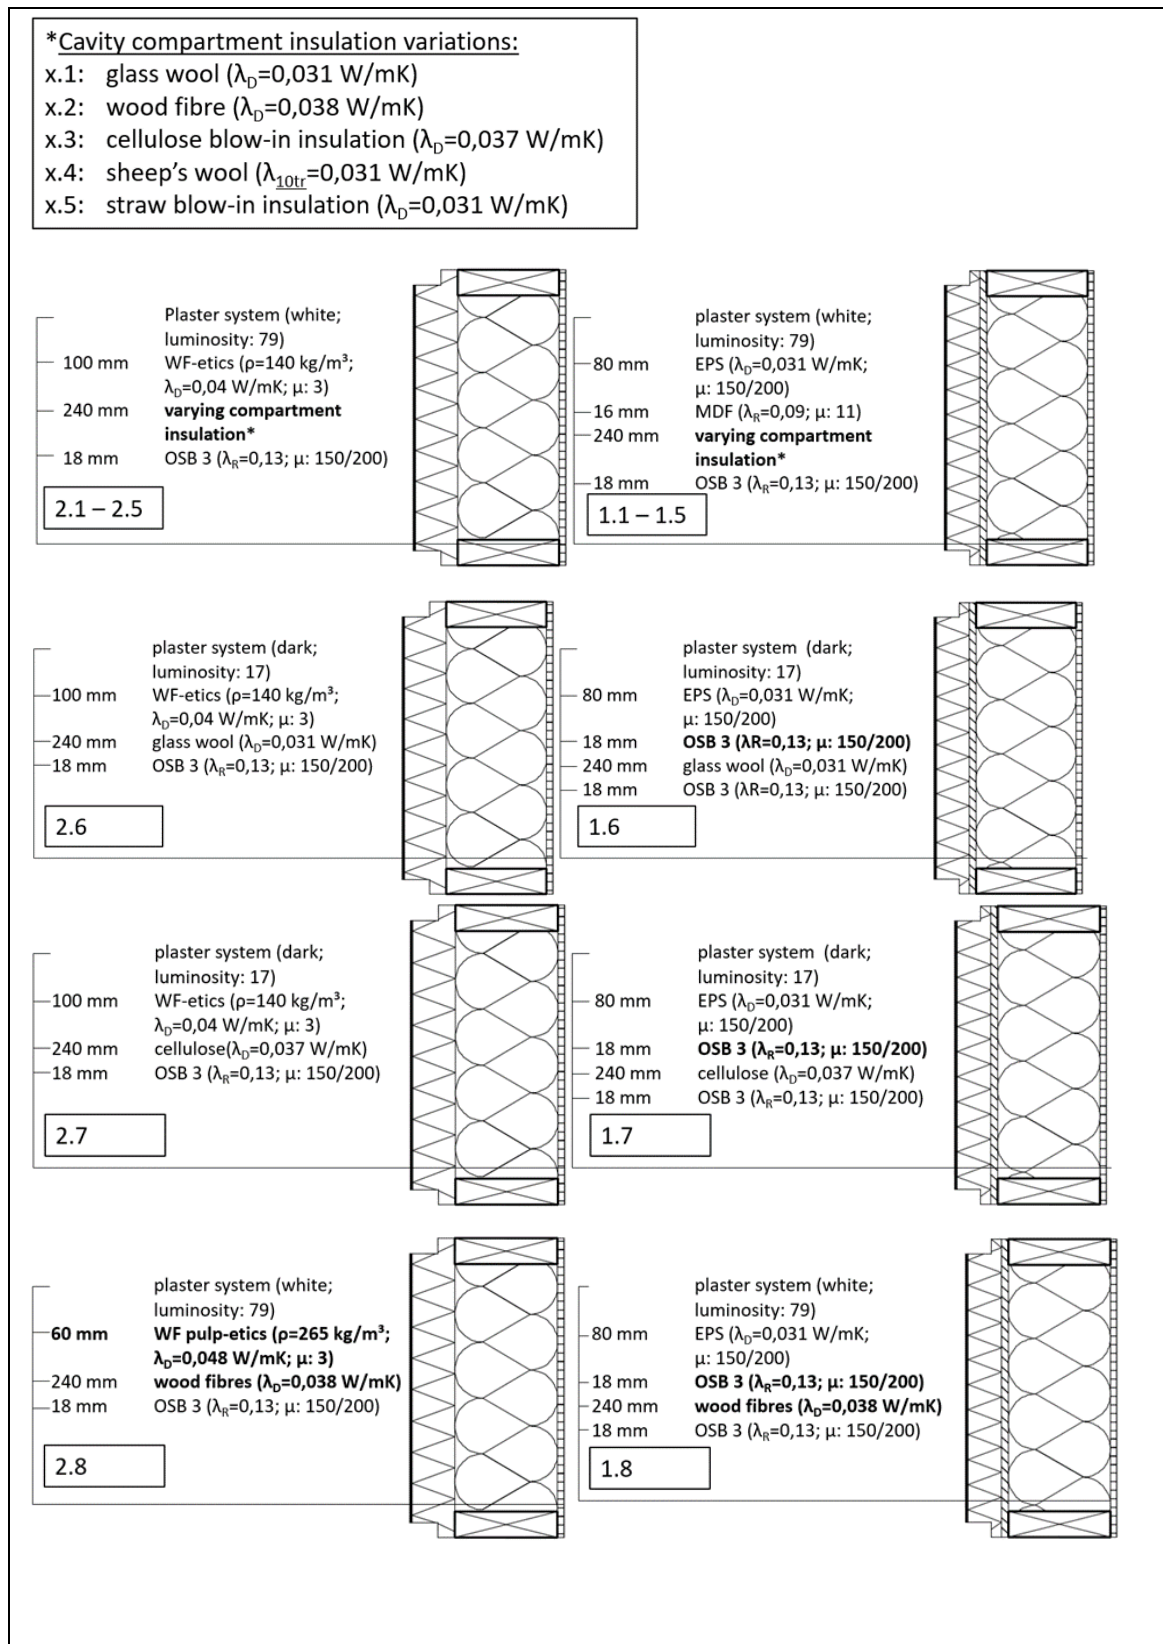 *Cavity compartment insulation variations:
x.1: glass wool (λD=0,031 W/mK)
x.2: wood fibre (λD=0,038 W/mK)
x.3: cellulose blow-in insulation (λD=0,037 W/mK)
x.4: sheep's wool (λ10tr=0,031 W/mK)
x.5: straw blow-in insulation (λD=0,031 W/mK)
Plaster system (white;
luminosity: 79)
100 mm WF-etics (ρ=140 kg/m³;
λD=0,04 W/mK; μ: 3)
240 mm varying compartment
insulation*
18 mm OSB 3 (λR=0,13; μ: 150/200)
2.1 – 2.5
plaster system (white;
luminosity: 79)
80 mm EPS (λD=0,031 W/mK;
μ: 150/200)
16 mm MDF (λR=0,09; μ: 11)
240 mm varying compartment
insulation*
18 mm OSB 3 (λR=0,13; μ: 150/200)
1.1 – 1.5
plaster system (dark;
luminosity: 17)
100 mm WF-etics (ρ=140 kg/m³;
λD=0,04 W/mK; μ: 3)
240 mm glass wool (λD=0,031 W/mK)
18 mm OSB 3 (λR=0,13; μ: 150/200)
2.6
plaster system (dark;
luminosity: 17)
80 mm EPS (λD=0,031 W/mK;
μ: 150/200)
18 mm OSB 3 (λR=0,13; μ: 150/200)
240 mm glass wool (λD=0,031 W/mK)
18 mm OSB 3 (λR=0,13; μ: 150/200)
1.6
plaster system (dark;
luminosity: 17)
100 mm WF-etics (ρ=140 kg/m³;
λD=0,04 W/mK; μ: 3)
240 mm cellulose(λD=0,037 W/mK)
18 mm OSB 3 (λR=0,13; μ: 150/200)
2.7
plaster system (dark;
luminosity: 17)
80 mm EPS (λD=0,031 W/mK;
μ: 150/200)
18 mm OSB 3 (λR=0,13; μ: 150/200)
240 mm cellulose (λD=0,037 W/mK)
18 mm OSB 3 (λR=0,13; μ: 150/200)
1.7
plaster system (white;
luminosity: 79)
60 mm WF pulp-etics (ρ=265 kg/m³;
λD=0,048 W/mK; μ: 3)
240 mm wood fibres (λD=0,038 W/mK)
18 mm OSB 3 (λR=0,13; μ: 150/200)
2.8
plaster system (white;
luminosity: 79)
80 mm EPS (λD=0,031 W/mK;
μ: 150/200)
18 mm OSB 3 (λR=0,13; μ: 150/200)
240 mm wood fibres (λD=0,038 W/mK)
18 mm OSB 3 (λR=0,13; μ: 150/200)
1.8